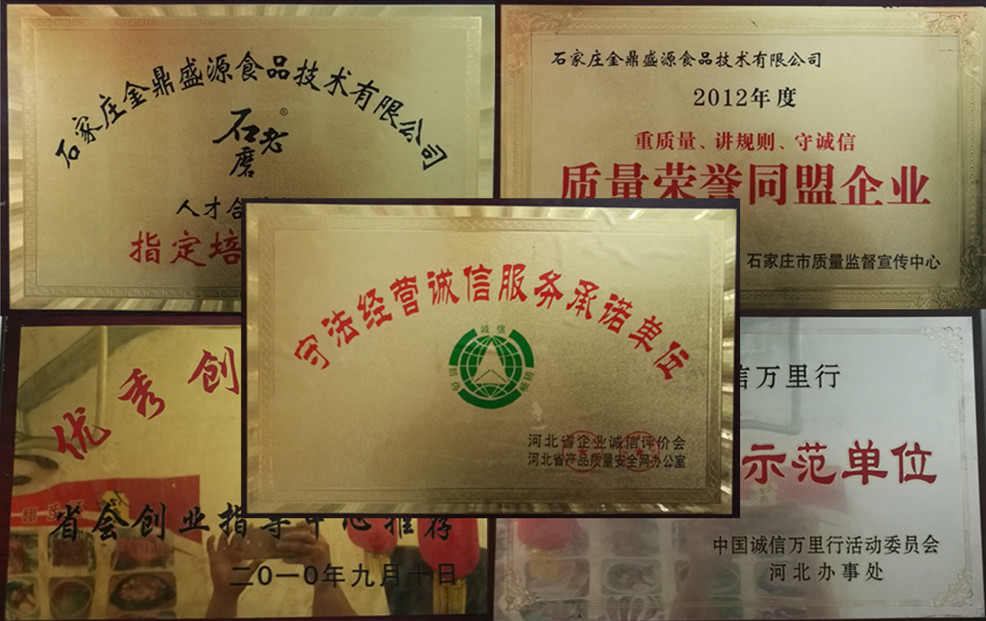 石家庄金鼎盛源食品技术有限公司
石老磨®
人才合
指定培
石家庄金鼎盛源食品技术有限公司
2012年度
重质量、讲规则、守诚信
质量荣誉同盟企业
石家庄市质量监督宣传中心
守法经营诚信服务承诺单位
诚信
河北省企业诚信评价会
河北省产品质量安全网办公室
优秀创
省会创业指导中心推荐
二〇一〇年九月十日
信万里行
示范单位
中国诚信万里行活动委员会
河北办事处